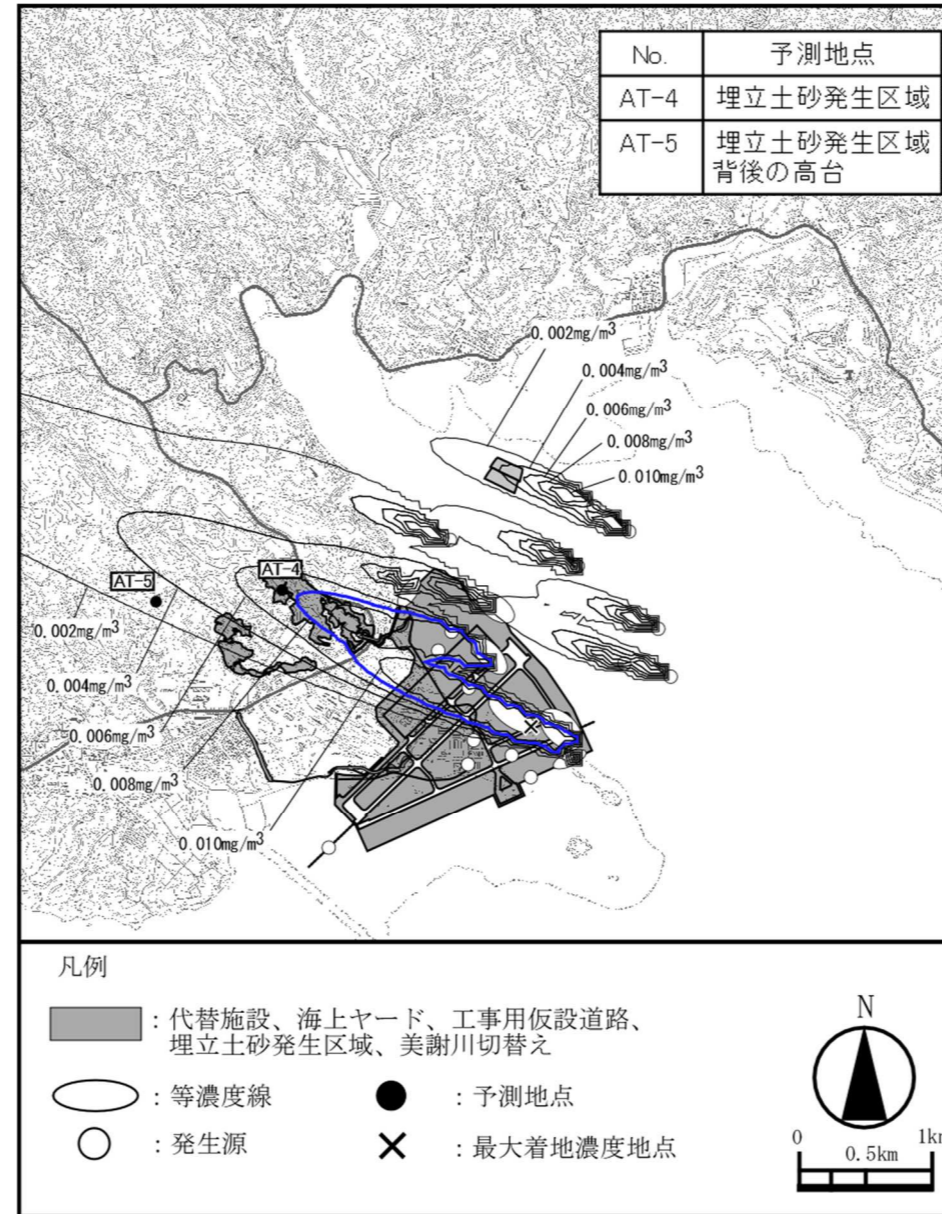 No. 予測地点
AT-4 埋立土砂発生区域
AT-5 埋立土砂発生区域
背後の高台
0.002mg/m³
0.004mg/m³
0.006mg/m³
0.008mg/m³
0.010mg/m³
AT-4
AT-5
0.002mg/m³
0.004mg/m³
0.006mg/m³
0.008mg/m³
0.010mg/m³
凡例
：代替施設、海上ヤード、工事用仮設道路、
埋立土砂発生区域、美謝川切替え
：等濃度線
：予測地点
：発生源
：最大着地濃度地点
N
0 1km
0.5km